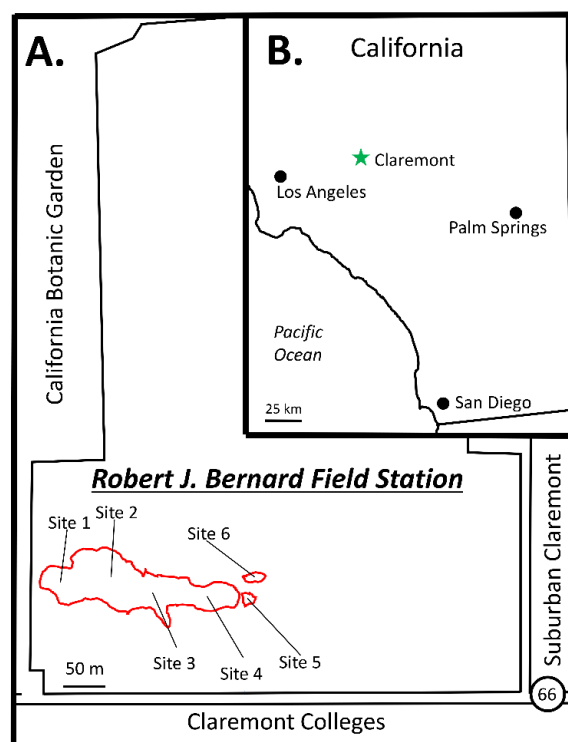 A.
California Botanic Garden
B.
California
Claremont
Los Angeles
Palm Springs
Pacific
Ocean
San Diego
25 km
Robert J. Bernard Field Station
Site 1
Site 2
Site 6
Site 3
Site 4
Site 5
50 m
Suburban Claremont
66
Claremont Colleges